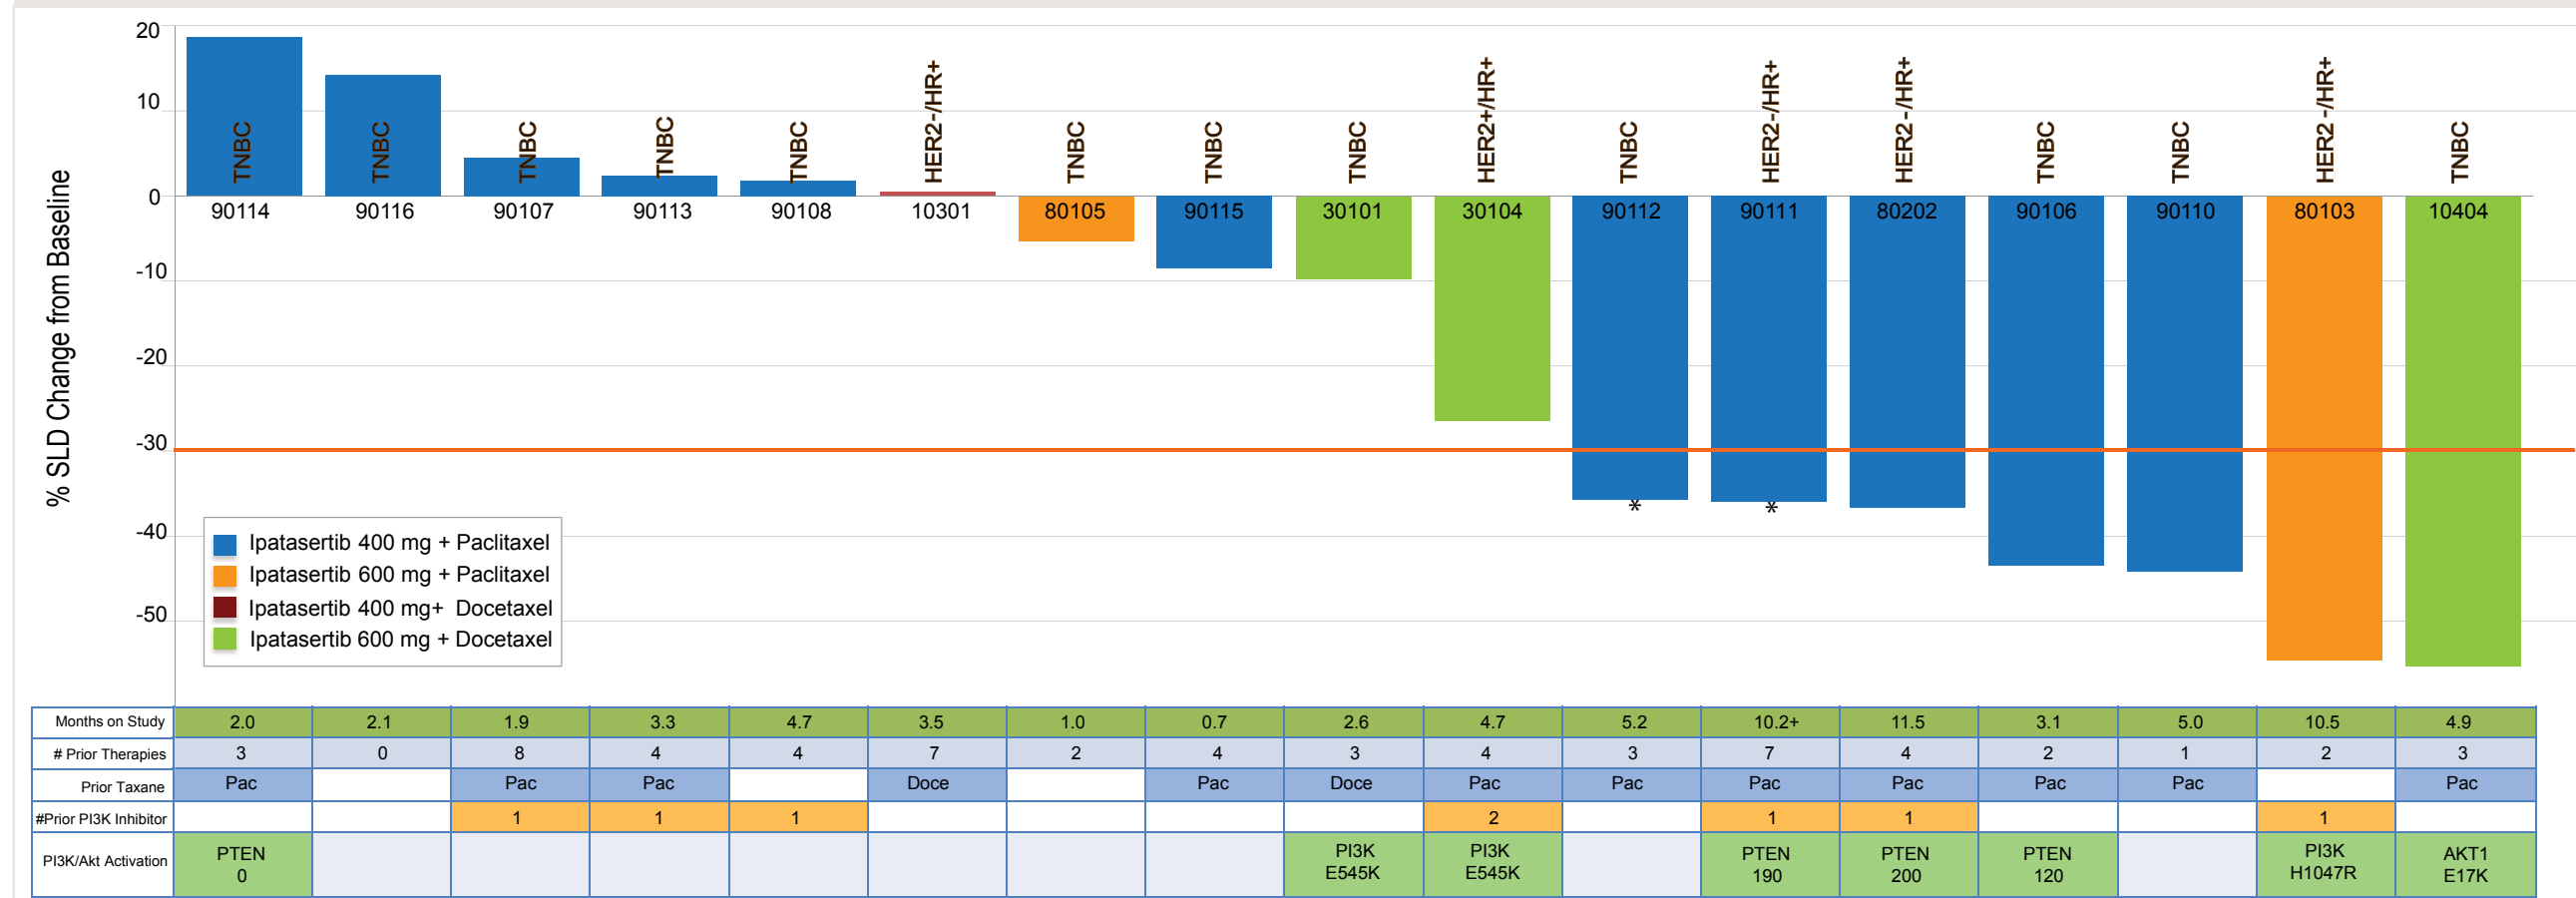 20
10
0
-10
-20
-30
-40
-50
% SLD Change from Baseline
TNBC
TNBC
TNBC
TNBC
TNBC
HER2-/HR+
TNBC
TNBC
TNBC
HER2+/HR+
TNBC
HER2-/HR+
HER2-/HR+
TNBC
TNBC
HER2-/HR+
TNBC
90114 90116 90107 90113 90108 10301 80105 90115 30101 30104 90112 90111 80202 90106 90110 80103 10404
* *
Ipatasertib 400 mg + Paclitaxel
Ipatasertib 600 mg + Paclitaxel
Ipatasertib 400 mg+ Docetaxel
Ipatasertib 600 mg + Docetaxel
Months on Study 2.0 2.1 1.9 3.3 4.7 3.5 1.0 0.7 2.6 4.7 5.2 10.2+ 11.5 3.1 5.0 10.5 4.9
# Prior Therapies 3 0 8 4 4 7 2 4 3 4 3 7 4 2 1 2 3
Prior Taxane Pac Pac Pac Doce Pac Doce Pac Pac Pac Pac Pac Pac Pac
#Prior PI3K Inhibitor 1 1 1 2 1 1 1
PI3K/Akt Activation PTEN 0 PI3K E545K PI3K E545K PTEN 190 PTEN 200 PTEN 120 PI3K H1047R AKT1 E17K